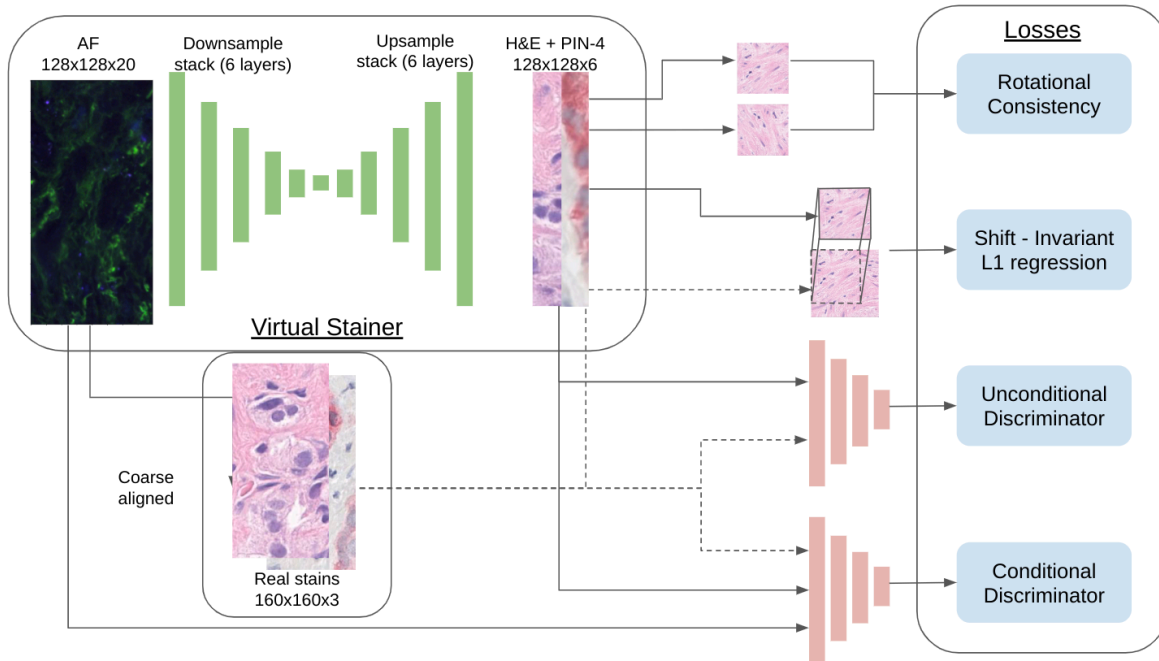 AF
128x128x20
Downsample
stack (6 layers)
Upsample
stack (6 layers)
H&E + PIN-4
128x128x6
Virtual Stainer
Coarse
aligned
Real stains
160x160x3
Losses
Rotational
Consistency
Shift - Invariant
L1 regression
Unconditional
Discriminator
Conditional
Discriminator